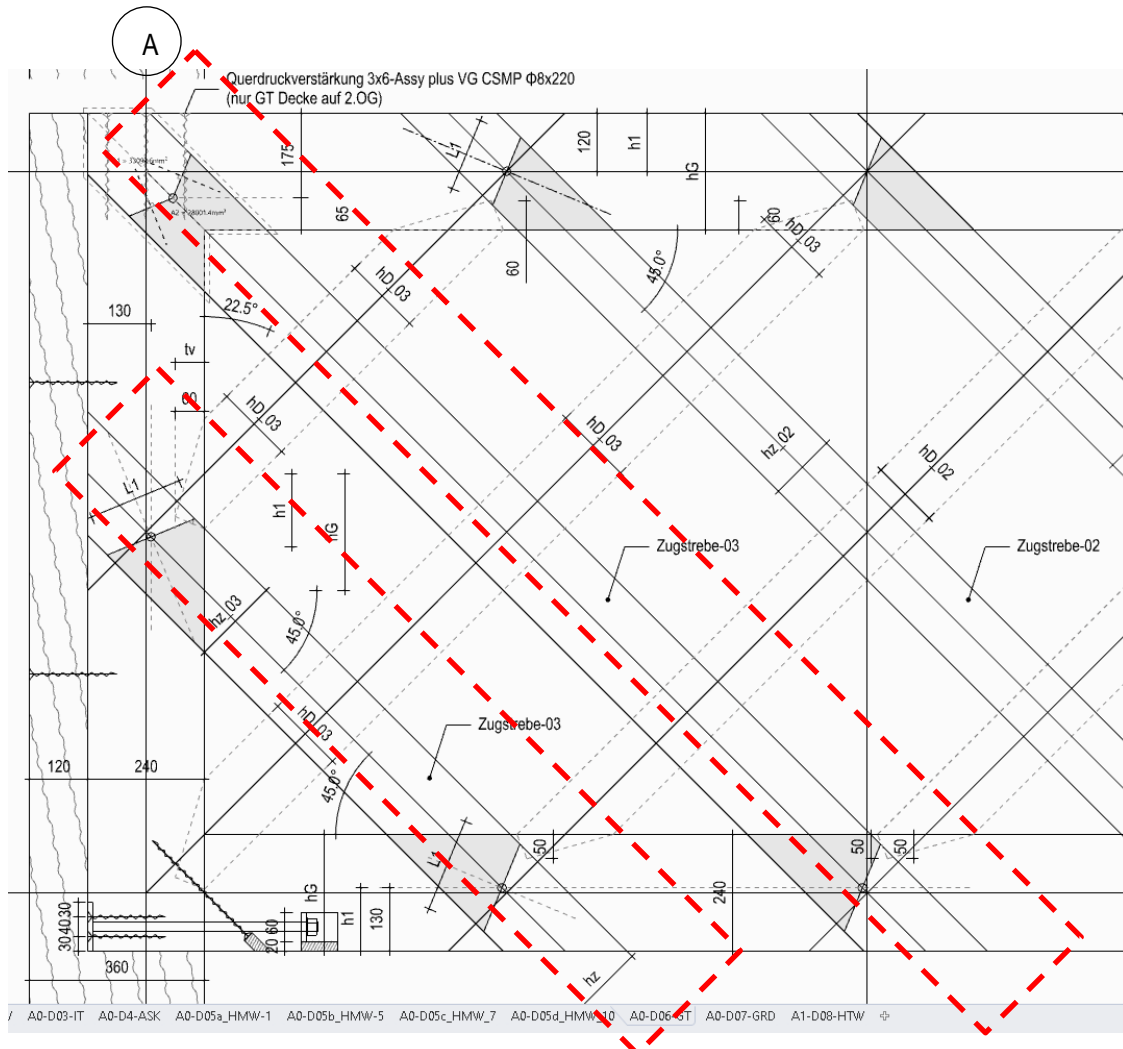 A
Querdruckverstärkung 3x6-Assy plus VG CSMP Φ8x220
(nur GT Decke auf 2.OG)
175
L1
120
h1
hG
65
60
60
hD_03
45.0°
hD_03
22.5°
130
tv
60
hD_03
hD_03
hz_02
hD_02
L1
h1
hG
Zugstrebe-03
Zugstrebe-02
hz_03
45.0°
hD_03
Zugstrebe-03
120
240
45.0°
50
50
50
L1
hG
h1
130
240
30
40
30
60
20
hz
360
A0-D03-IT
A0-D4-ASK
A0-D05a_HMW-1
A0-D05b_HMW-5
A0-D05c_HMW_7
A0-D05d_HMW_10
A0-D06-GT
A0-D07-GRD
A1-D08-HTW